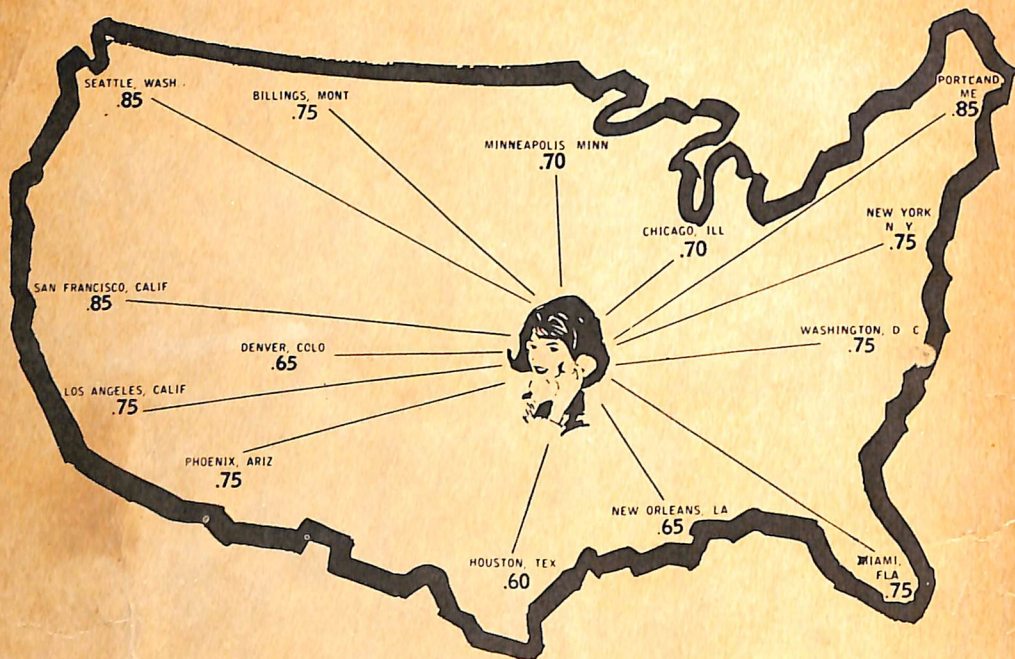 SEATTLE, WASH.
.85
BILLINGS, MONT
.75
MINNEAPOLIS MINN
.70
PORTCAND
ME
.85
CHICAGO, ILL
.70
NEW YORK
N Y
.75
SAN FRANCISCO, CALIF
.85
DENVER, COLO
.65
WASHINGTON, D C
.75
LOS ANGELES, CALIF
.75
PHOENIX, ARIZ
.75
NEW ORLEANS, LA
.65
HOUSTON, TEX
.60
MIAMI,
FLA
.75